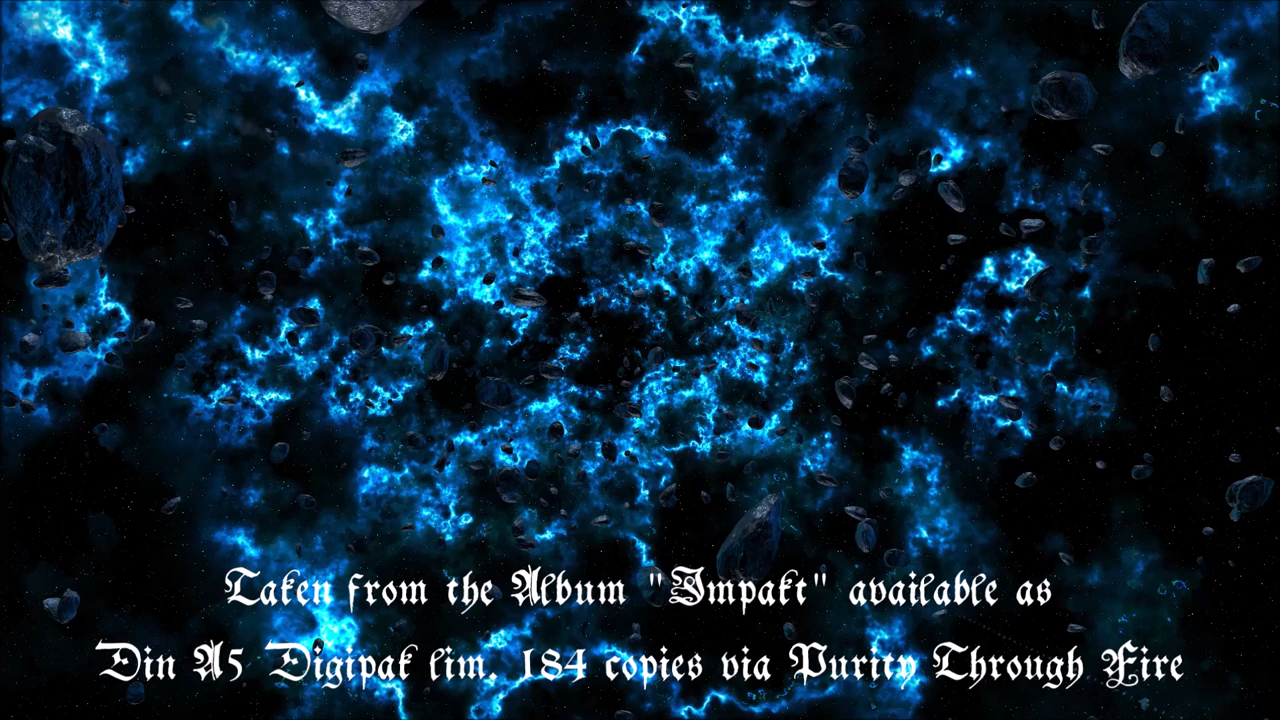 Taken from the Album "Impakt" available as
Din A5 Digipak lim. 184 copies via Purity Through Fire